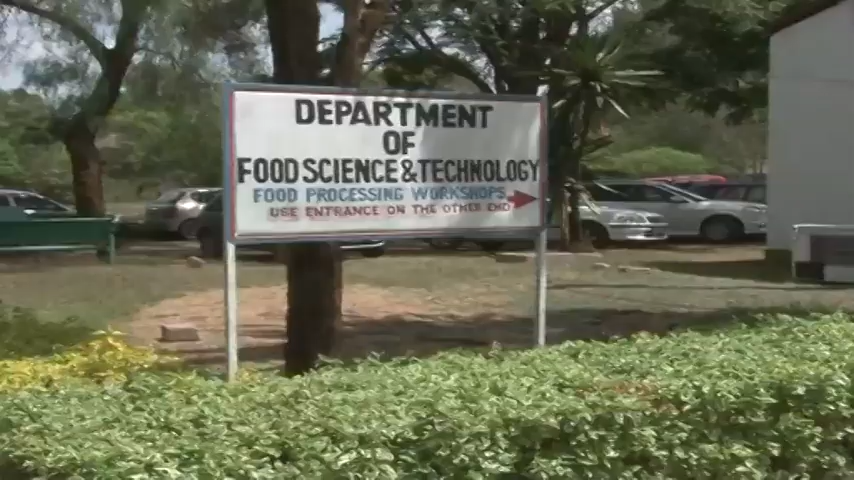 DEPARTMENT
OF
FOOD SCIENCE & TECHNOLOGY
FOOD PROCESSING WORKSHOPS
USE ENTRANCE ON THE OTHER END